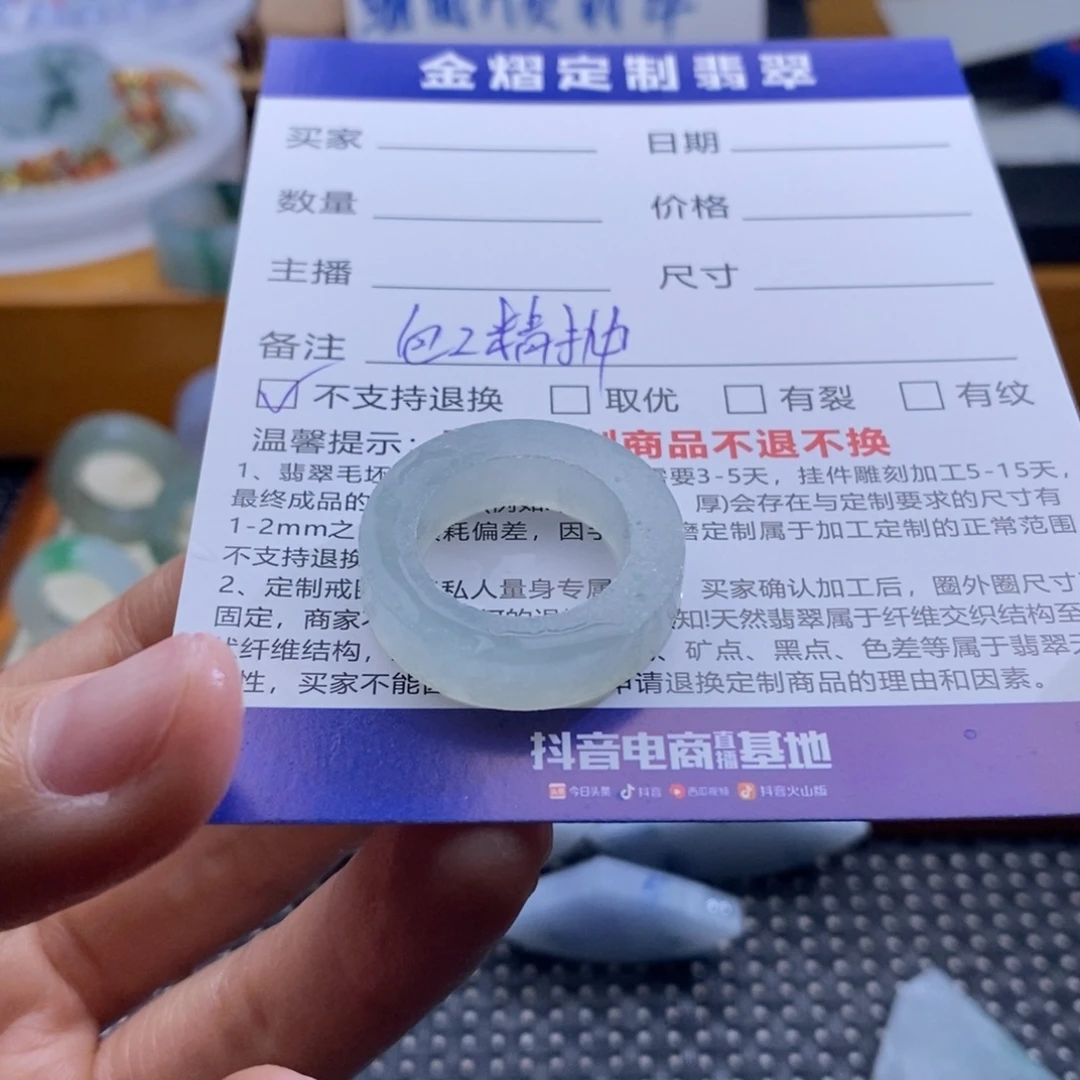 金熠定制翡翠
买家 日期
数量 价格
主播 尺寸
备注 包工精抛
不支持退换 取优 有裂 有纹
温馨提示: 商品不退不换
1、翡翠毛坯 需要3-5天，挂件雕刻加工5-15天，
最终成品的 (例如 厚)会存在与定制要求的尺寸有
1-2mm之 耗偏差，因 磨定制属于加工定制的正常范围
不支持退换
2、定制戒 私人量身专属 买家确认加工后，圈外圈尺寸
固定，商家 知!天然翡翠属于纤维交织结构至
纤维结构， 、矿点、黑点、色差等属于翡翠天
性，买家不能 申请退换定制商品的理由和因素。
抖音电商直播基地
今日头条 抖音 西瓜视频 抖音火山版